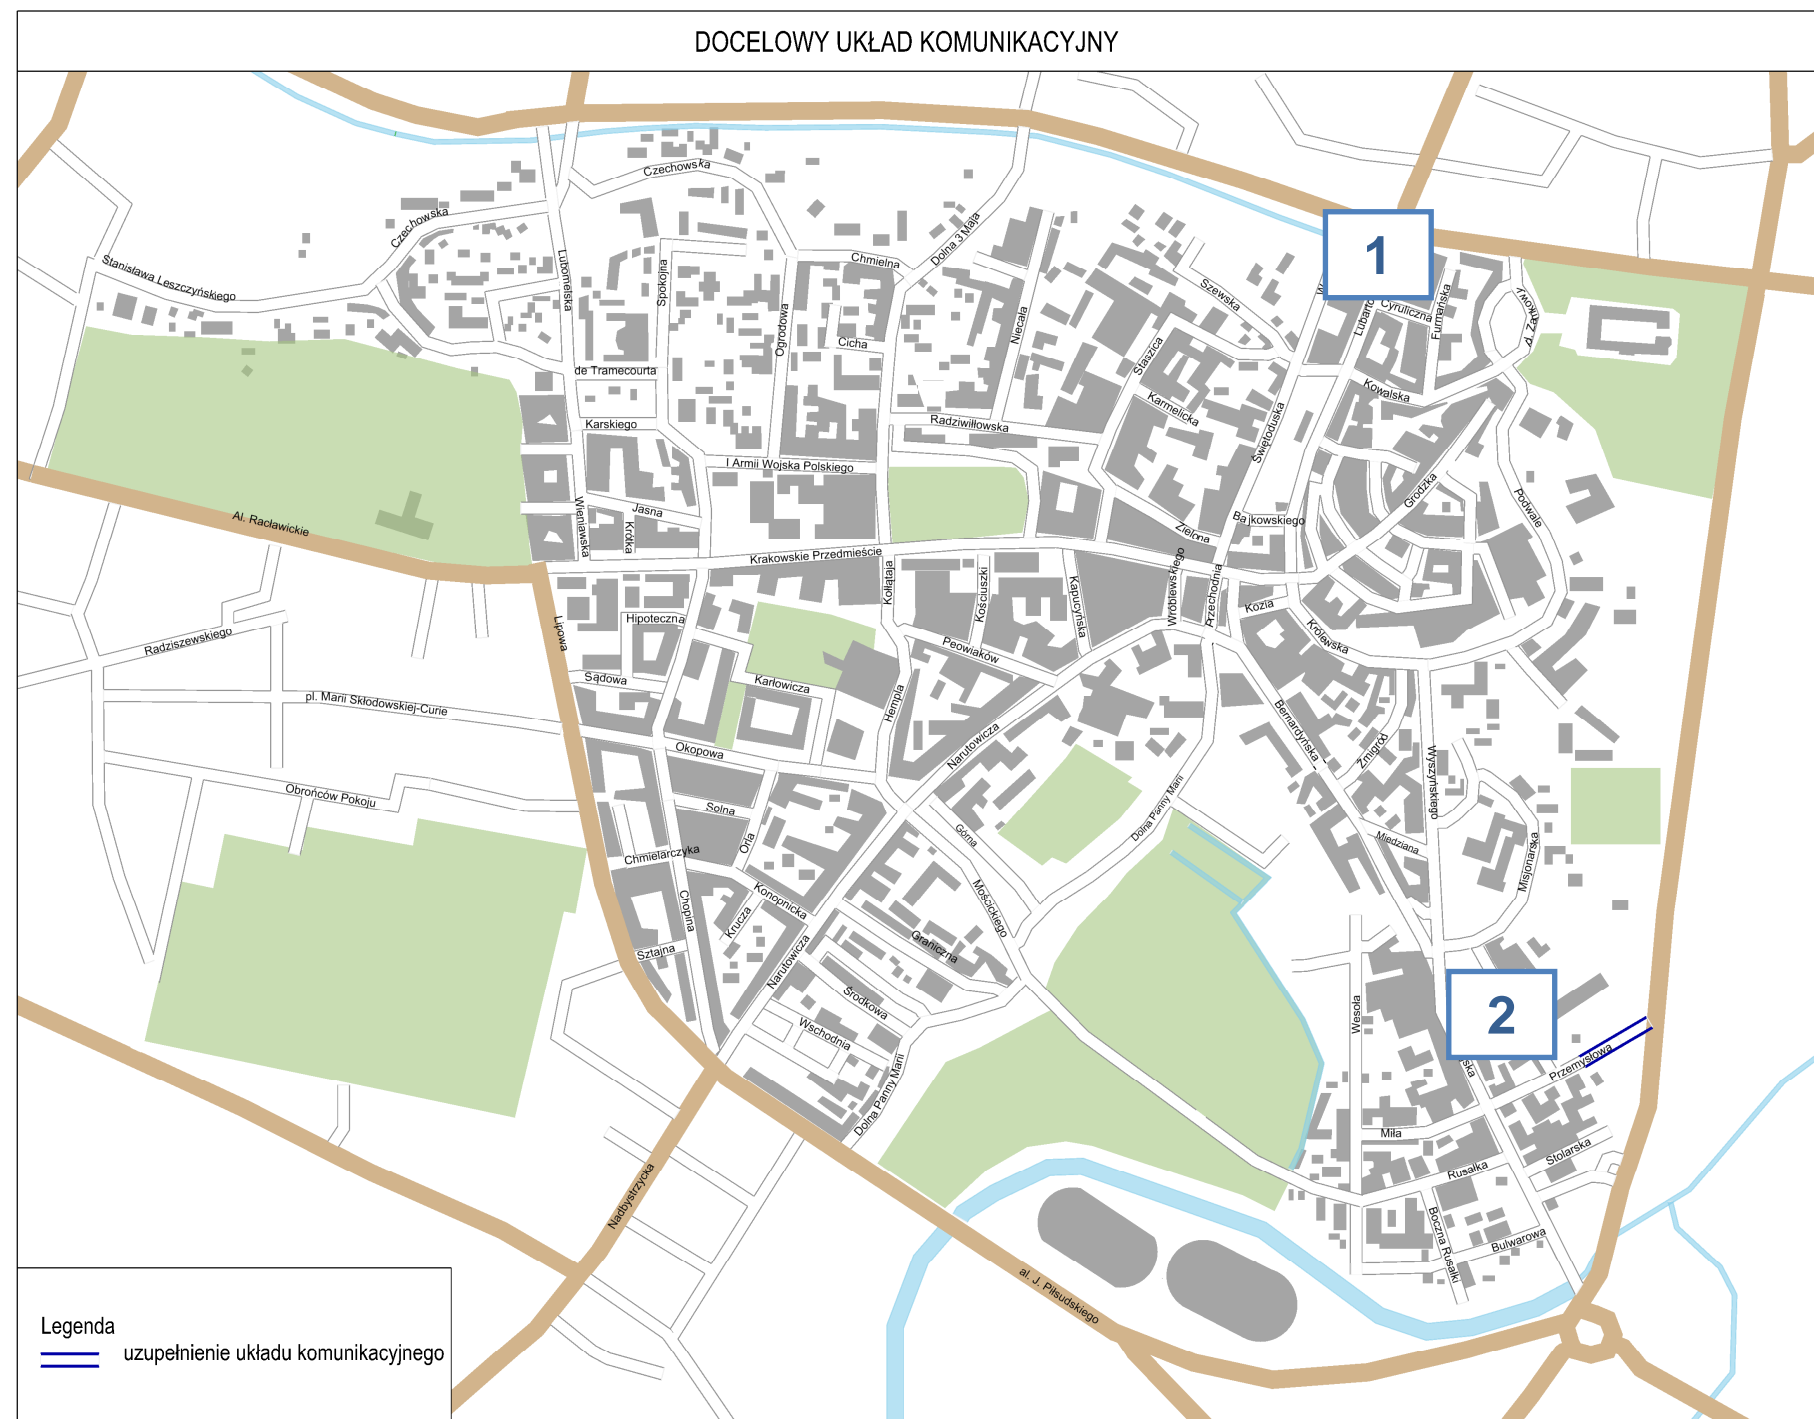 DOCELOWY UKŁAD KOMUNIKACYJNY
Czechowska
Czechowska
Stanisława Leszczyńskiego
Lubomelska
Spokojna
Chmielna
Dolna 3 Maja
Szewska
1
Cyruliczna
Furmańska
Ogrodowa
Cicha
Niecała
Staszica
de Tramecourta
Karmelicka
Kowalska
Karskiego
Radziwiłłowska
Świętoduska
I Armii Wojska Polskiego
Grodzka
Podwale
Al. Racławickie
Wieniawska
Jasna
Krótka
Zielona
Bajkowskiego
Krakowskie Przedmieście
Kołłątaja
Kościuszki
Kapucyńska
Wróblewskiego
Przechodnia
Kozia
Królewska
Radziszewskiego
Lipowa
Hipoteczna
Peowiaków
Sądowa
Karłowicza
pl. Marii Skłodowskiej-Curie
Hempla
Narutowicza
Bernardyńska
Żmigród
Wyszyńskiego
Okopowa
Obrońców Pokoju
Solna
Orla
Górna
Dolna Panny Marii
Miedziana
Misjonarska
Chmielarczyka
Chopina
Konopnicka
Krucza
Mościckiego
Graniczna
Sztajna
Narutowicza
Środkowa
Wschodnia
Wesoła
2
Przemysłowa
Dolna Panny Marii
Miła
Rusałka
Stolarska
Nadbystrzycka
Boczna Rusałki
Bulwarowa
al. J. Piłsudskiego
Legenda
uzupełnienie układu komunikacyjnego